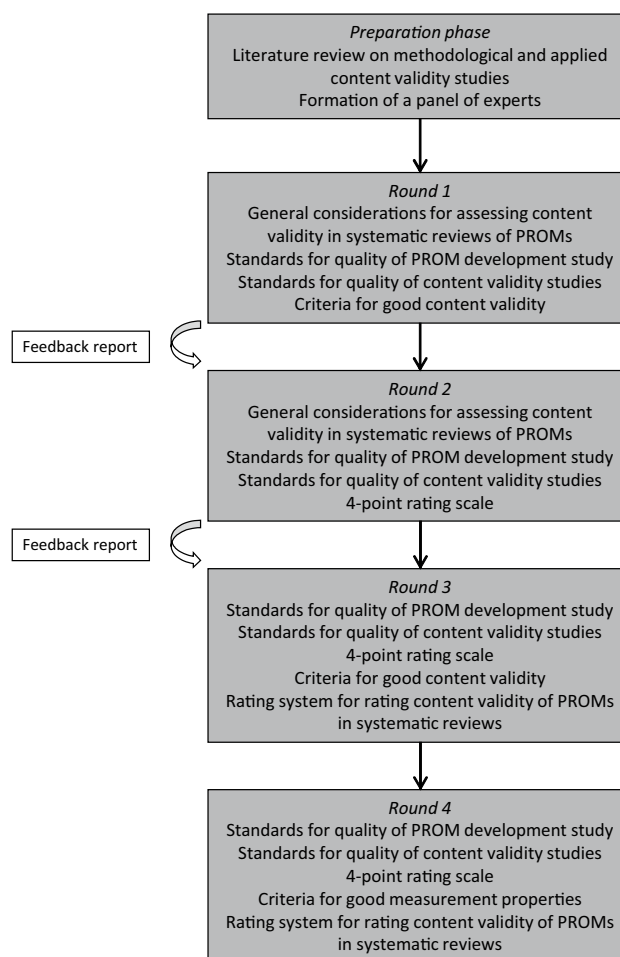 Preparation phase
Literature review on methodological and applied
content validity studies
Formation of a panel of experts
Round 1
General considerations for assessing content
validity in systematic reviews of PROMs
Standards for quality of PROM development study
Standards for quality of content validity studies
Criteria for good content validity
Feedback report
Round 2
General considerations for assessing content
validity in systematic reviews of PROMs
Standards for quality of PROM development study
Standards for quality of content validity studies
4-point rating scale
Feedback report
Round 3
Standards for quality of PROM development study
Standards for quality of content validity studies
4-point rating scale
Criteria for good content validity
Rating system for rating content validity of PROMs
in systematic reviews
Round 4
Standards for quality of PROM development study
Standards for quality of content validity studies
4-point rating scale
Criteria for good measurement properties
Rating system for rating content validity of PROMs
in systematic reviews